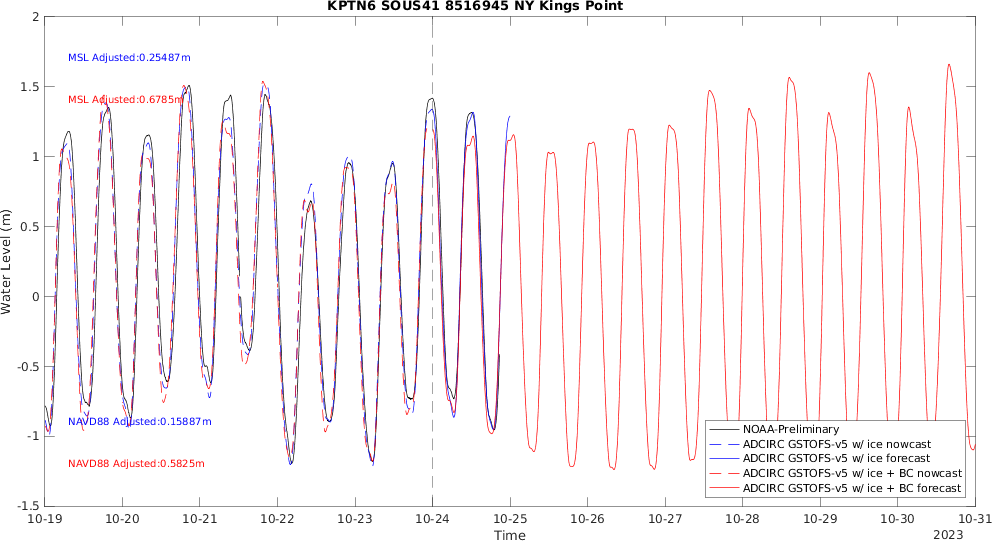 KPTN6 SOUS41 8516945 NY Kings Point
2
1.5
1
0.5
0
-0.5
-1
-1.5
Water Level (m)
MSL Adjusted:0.25487m
MSL Adjusted:0.6785m
NAVD88 Adjusted:0.15887m
NAVD88 Adjusted:0.5825m
NOAA-Preliminary
ADCIRC GSTOFS-v5 w/ ice nowcast
ADCIRC GSTOFS-v5 w/ ice forecast
ADCIRC GSTOFS-v5 w/ ice + BC nowcast
ADCIRC GSTOFS-v5 w/ ice + BC forecast
10-19 10-20 10-21 10-22 10-23 10-24 10-25 10-26 10-27 10-28 10-29 10-30 10-31
Time
2023